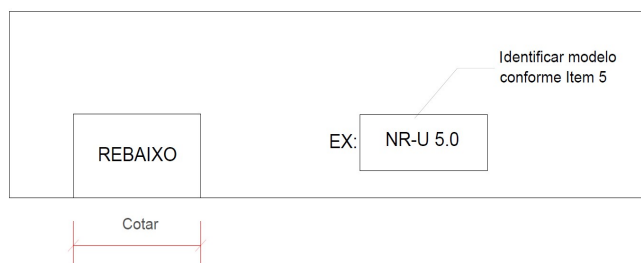 Identificar modelo
conforme Item 5
REBAIXO
EX: NR-U 5.0
Cotar